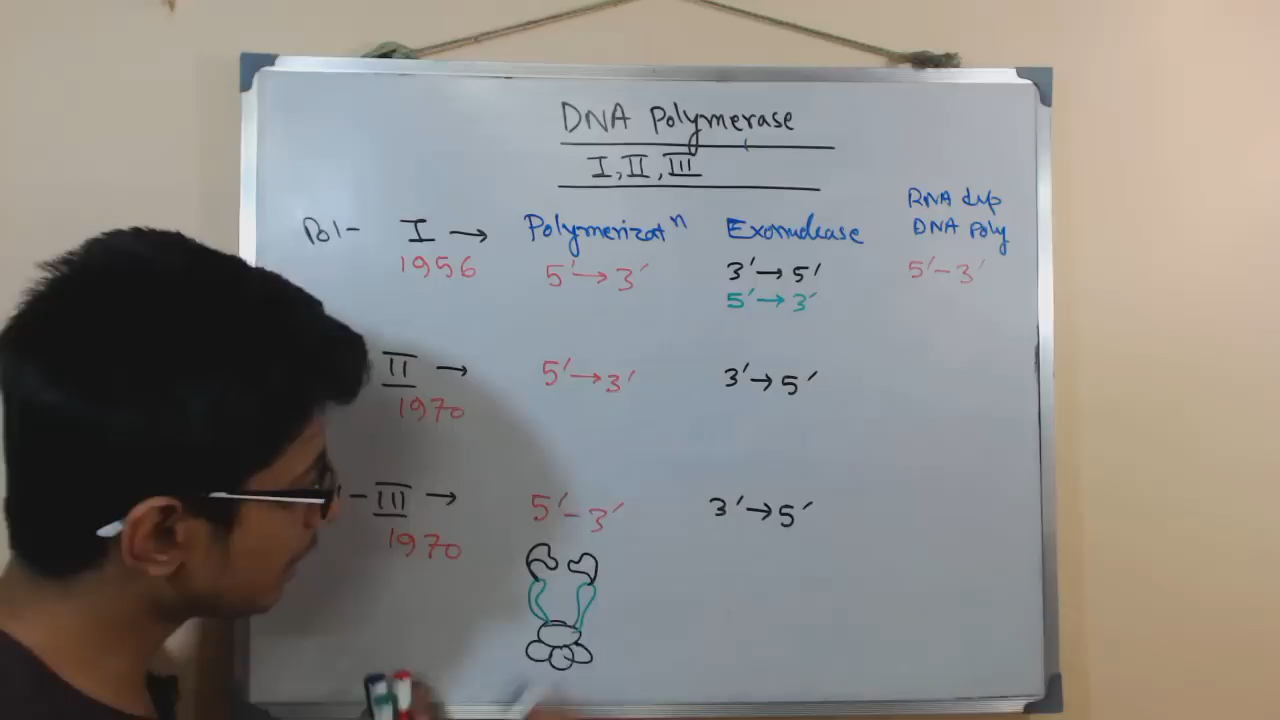 DNA Polymerase
I, II, III
Pol- I → Polymerizatⁿ Exonuclease RNA dep DNA Poly
1956 5'→3' 3'→5' 5'-3'
5'→3'
II → 5'→3' 3'→5'
1970
-III → 5'-3' 3'→5'
1970